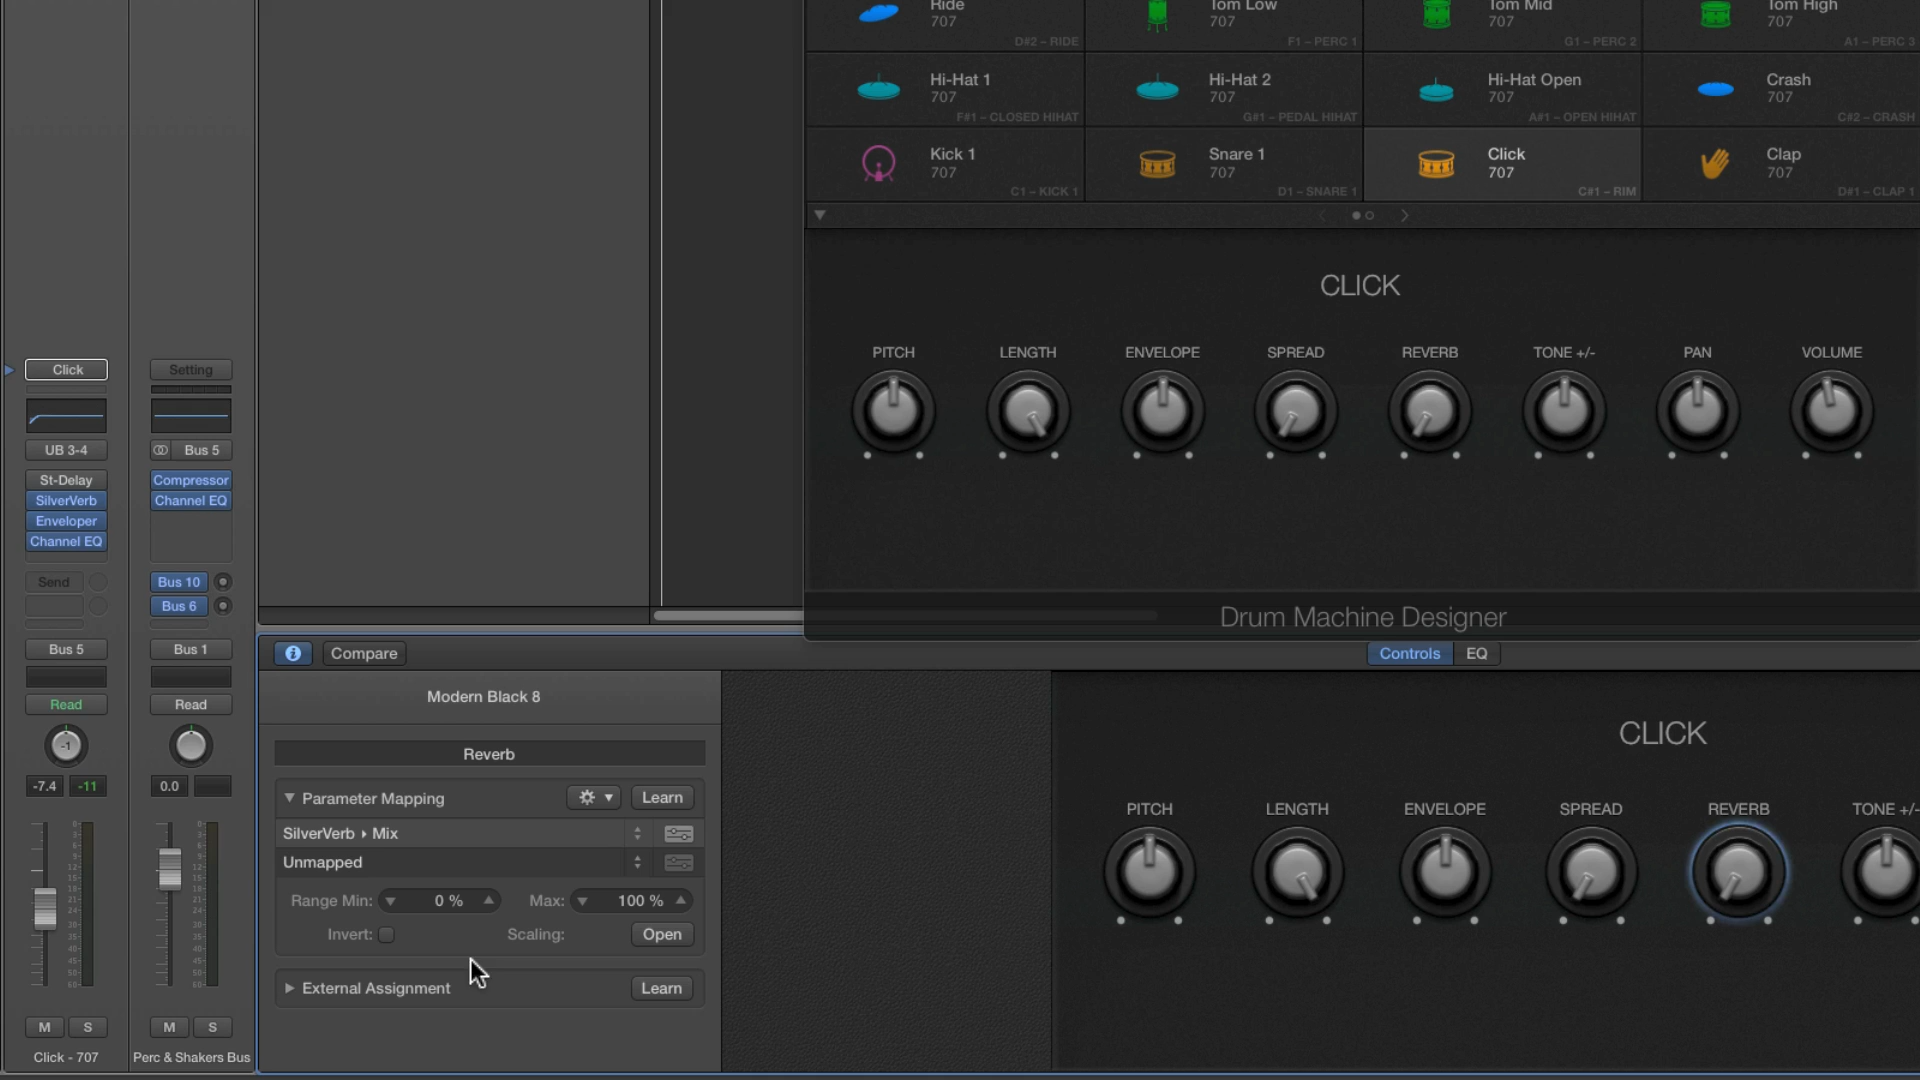 Ride
707
D#2 – RIDE
Tom Low
707
F1 – PERC 1
Tom Mid
707
G1 – PERC 2
Tom High
707
A1 – PERC 3
Hi-Hat 1
707
F#1 – CLOSED HIHAT
Hi-Hat 2
707
G#1 – PEDAL HIHAT
Hi-Hat Open
707
A#1 – OPEN HIHAT
Crash
707
C#2 – CRASH
Kick 1
707
C1 – KICK 1
Snare 1
707
D1 – SNARE 1
Click
707
C#1 – RIM
Clap
707
D#1 – CLAP 1
CLICK
PITCH LENGTH ENVELOPE SPREAD REVERB TONE +/- PAN VOLUME
Drum Machine Designer
Click
UB 3-4
St-Delay
SilverVerb
Enveloper
Channel EQ
Send
Bus 5
Read
-1
-7.4 -11
M S
Click - 707
Setting
Bus 5
Compressor
Channel EQ
Bus 10
Bus 6
Bus 1
Read
0.0
M S
Perc & Shakers Bus
Compare
Controls EQ
Modern Black 8
Reverb
Parameter Mapping Learn
SilverVerb Mix
Unmapped
Range Min: 0 % Max: 100 %
Invert: Scaling: Open
External Assignment Learn
CLICK
PITCH LENGTH ENVELOPE SPREAD REVERB TONE +/-